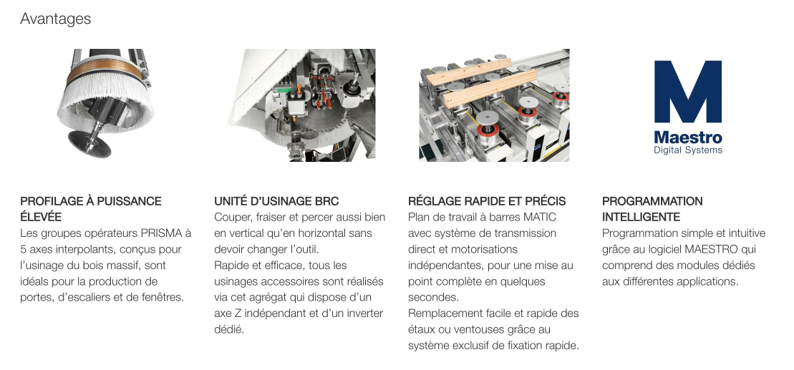 Avantages
M
Maestro
Digital Systems
PROFILAGE À PUISSANCE
ÉLEVÉE
Les groupes opérateurs PRISMA à
5 axes interpolants, conçus pour
l'usinage du bois massif, sont
idéals pour la production de
portes, d'escaliers et de fenêtres.
UNITÉ D'USINAGE BRC
Couper, fraiser et percer aussi bien
en vertical qu'en horizontal sans
devoir changer l'outil.
Rapide et efficace, tous les
usinages accessoires sont réalisés
via cet agrégat qui dispose d'un
axe Z indépendant et d'un inverter
dédié.
RÉGLAGE RAPIDE ET PRÉCIS
Plan de travail à barres MATIC
avec système de transmission
direct et motorisations
indépendantes, pour une mise au
point complète en quelques
secondes.
Remplacement facile et rapide des
étaux ou ventouses grâce au
système exclusif de fixation rapide.
PROGRAMMATION
INTELLIGENTE
Programmation simple et intuitive
grâce au logiciel MAESTRO qui
comprend des modules dédiés
aux différentes applications.